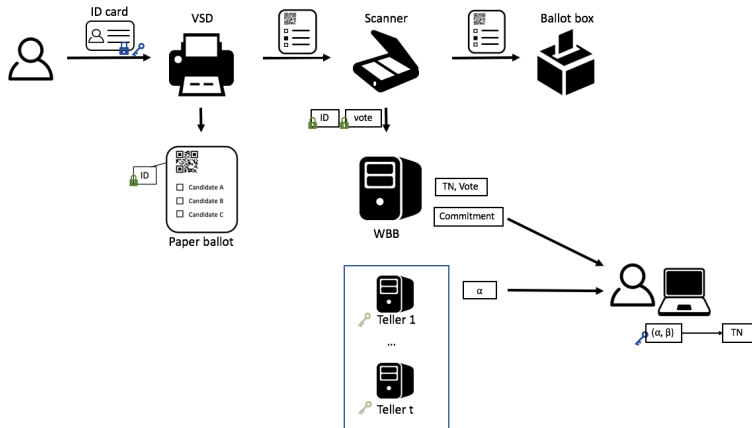 ID card
VSD
Scanner
Ballot box
ID
vote
ID
Candidate A
Candidate B
Candidate C
Paper ballot
TN, Vote
Commitment
WBB
α
Teller 1
...
Teller t
(α, β)
TN